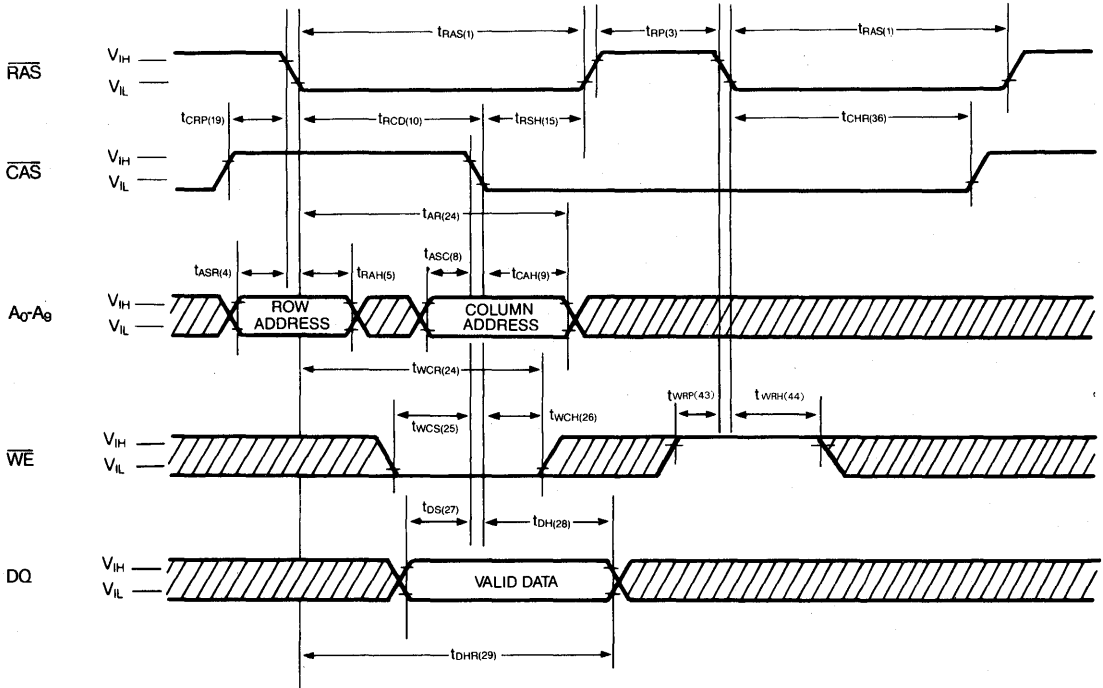 tRAS(1) tRP(3) tRAS(1)
RAS VIH
VIL
tCRP(19) tRCD(10) tRSH(15) tCHR(36)
CAS VIH
VIL
tAR(24)
tASR(4) tRAH(5) tASC(8) tCAH(9)
A0-A9 VIH
VIL
ROW
ADDRESS
COLUMN
ADDRESS
tWCR(24)
tWCS(25) tWCH(26) tWRP(43) tWRH(44)
WE VIH
VIL
tDS(27) tDH(28)
DQ VIH
VIL
VALID DATA
tDHR(29)